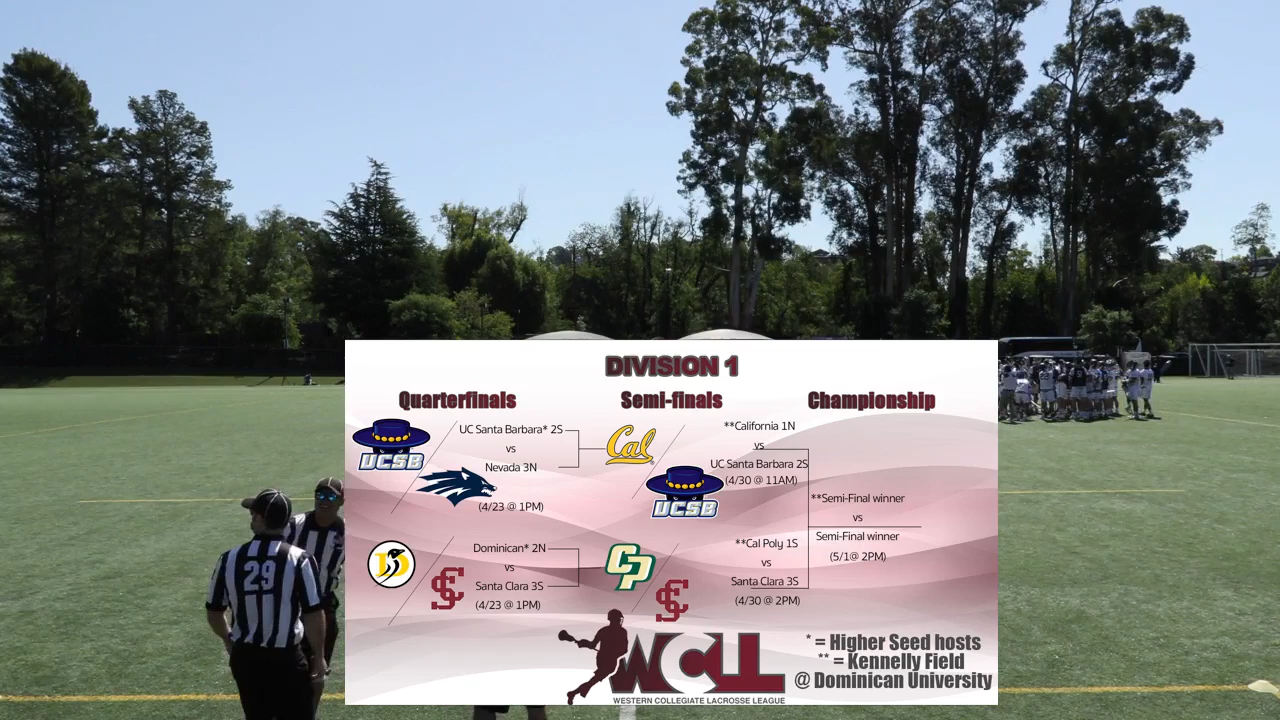 DIVISION 1
Quarterfinals
Semi-finals
Championship
UC Santa Barbara* 2S
vs
Nevada 3N
(4/23 @ 1PM)
UCSB
Dominican* 2N
vs
Santa Clara 3S
(4/23 @ 1PM)
D
SC
Cal
**California 1N
vs
UC Santa Barbara 2S
(4/30 @ 11AM)
UCSB
CP
**Cal Poly 1S
vs
Santa Clara 3S
(4/30 @ 2PM)
SC
**Semi-Final winner
vs
Semi-Final winner
(5/1@ 2PM)
29
WCLL
WESTERN COLLEGIATE LACROSSE LEAGUE
* = Higher Seed hosts
** = Kennelly Field
@ Dominican University